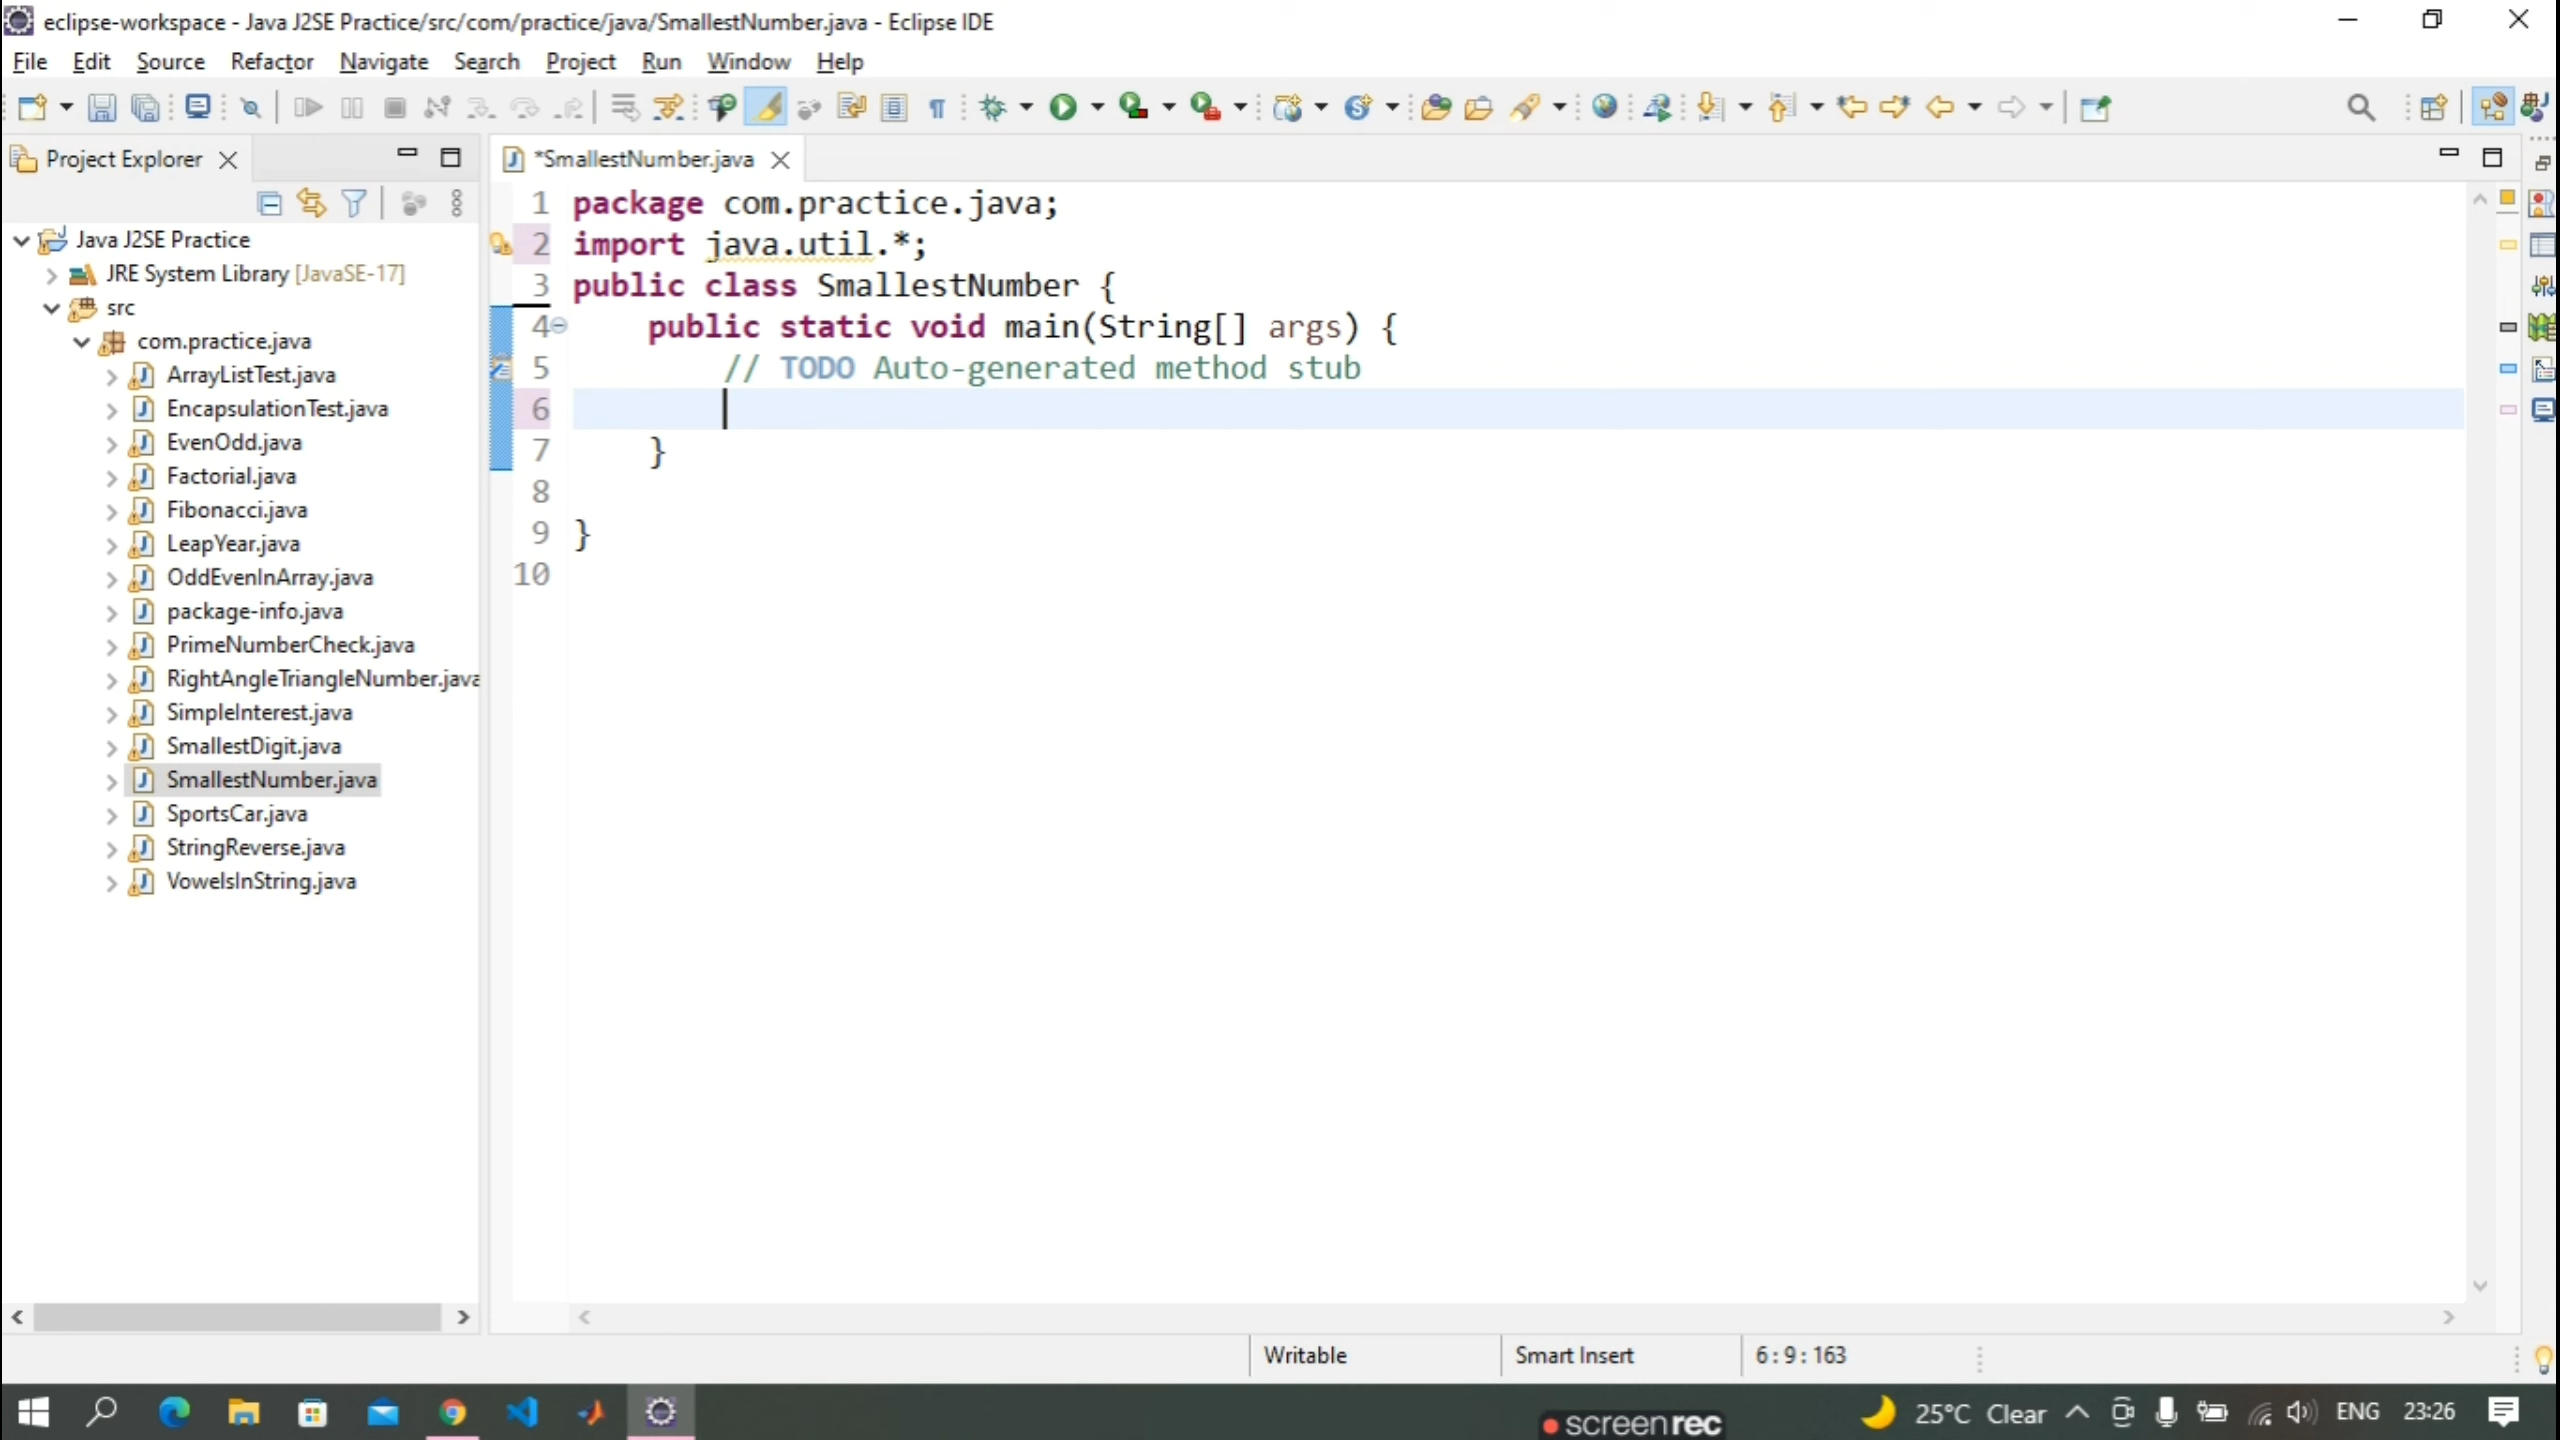 eclipse-workspace - Java J2SE Practice/src/com/practice/java/SmallestNumber.java - Eclipse IDE
File Edit Source Refactor Navigate Search Project Run Window Help
Project Explorer
*SmallestNumber.java
Java J2SE Practice
JRE System Library [JavaSE-17]
src
com.practice.java
ArrayListTest.java
EncapsulationTest.java
EvenOdd.java
Factorial.java
Fibonacci.java
LeapYear.java
OddEvenInArray.java
package-info.java
PrimeNumberCheck.java
RightAngleTriangleNumber.java
SimpleInterest.java
SmallestDigit.java
SmallestNumber.java
SportsCar.java
StringReverse.java
VowelsInString.java
1 package com.practice.java;
2 import java.util.*;
3 public class SmallestNumber {
4 public static void main(String[] args) {
5 // TODO Auto-generated method stub
6
7 }
8
9 }
10
Writable Smart Insert 6 : 9 : 163
screenrec
25°C Clear ENG 23:26